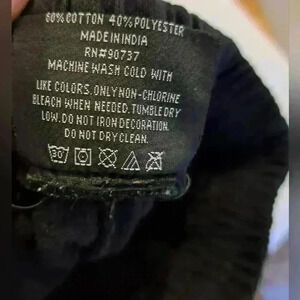 60% COTTON 40% POLYESTER
MADE IN INDIA
RN#90737
MACHINE WASH COLD WITH
LIKE COLORS. ONLY NON-CHLORINE
BLEACH WHEN NEEDED. TUMBLE DRY
LOW. DO NOT IRON DECORATION.
DO NOT DRY CLEAN.
30